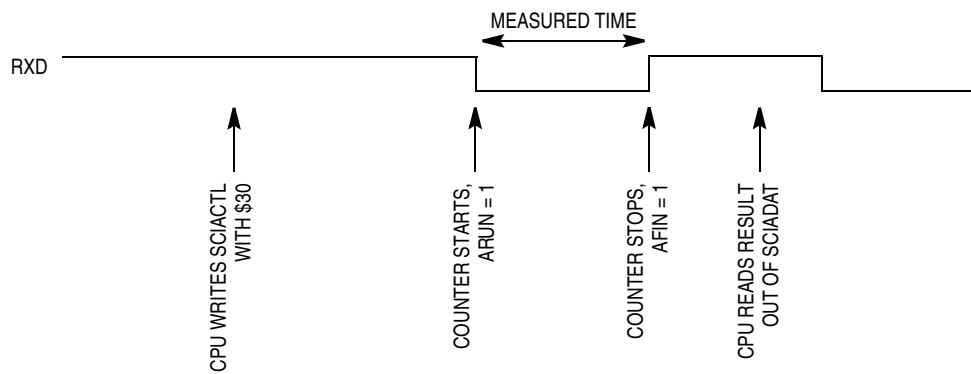 MEASURED TIME
RXD
CPU WRITES SCIACTL
WITH $30
COUNTER STARTS,
ARUN = 1
COUNTER STOPS,
AFIN = 1
CPU READS RESULT
OUT OF SCIADAT